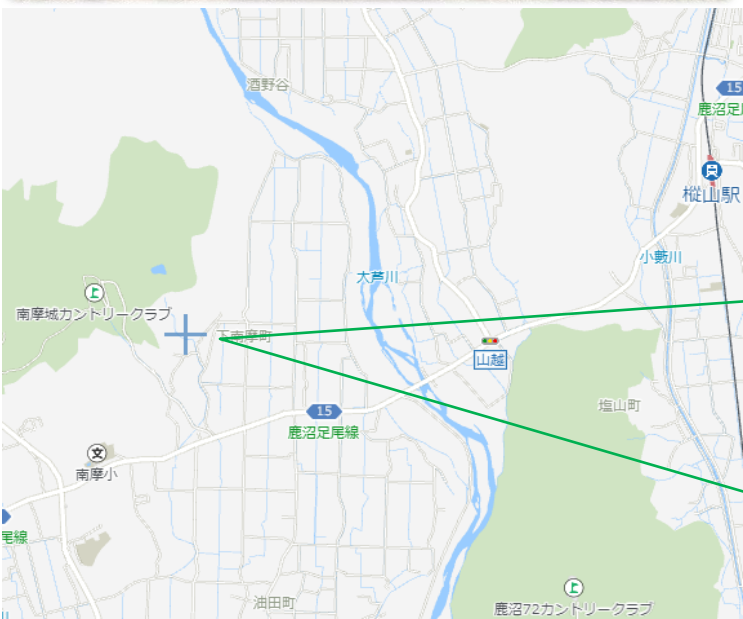 酒野谷
15
鹿沼足
樅山駅
小藪川
大芦川
南摩城カントリークラブ
下南摩町
山越
塩山町
15
鹿沼足尾線
南摩小
尾線
油田町
鹿沼72カントリークラブ